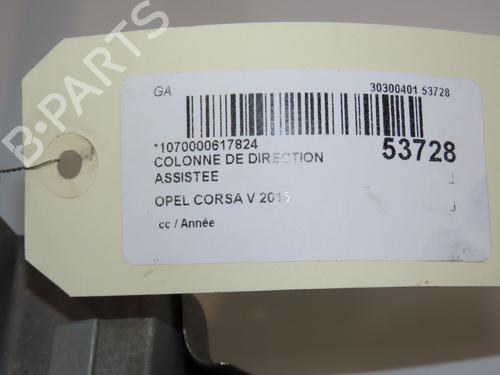 B-PARTS
GA
30300401 53728
*1070000617824
COLONNE DE DIRECTION
ASSISTEE
53728
OPEL CORSA V 2015
cc / Année